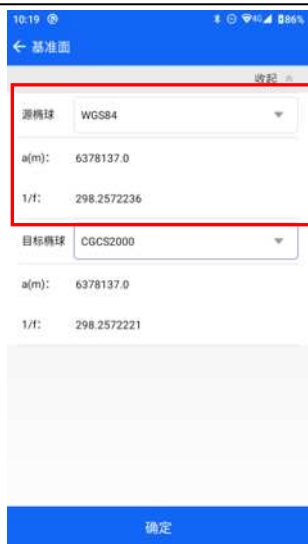 10:19
4G 86%
← 基准面
收起
源椭球 WGS84
a(m): 6378137.0
1/f: 298.2572236
目标椭球 CGCS2000
a(m): 6378137.0
1/f: 298.2572221
确定